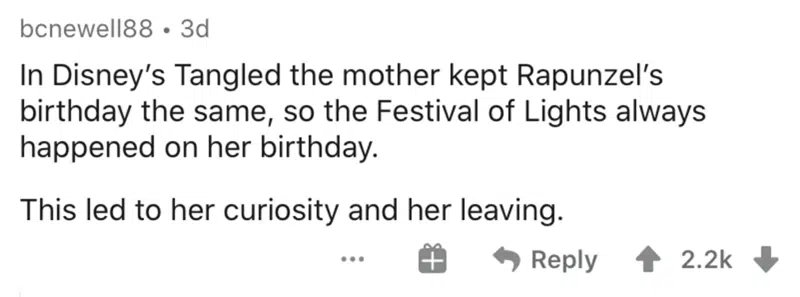 bcnewell88 • 3d
In Disney’s Tangled the mother kept Rapunzel’s
birthday the same, so the Festival of Lights always
happened on her birthday.
This led to her curiosity and her leaving.
... Reply 2.2k